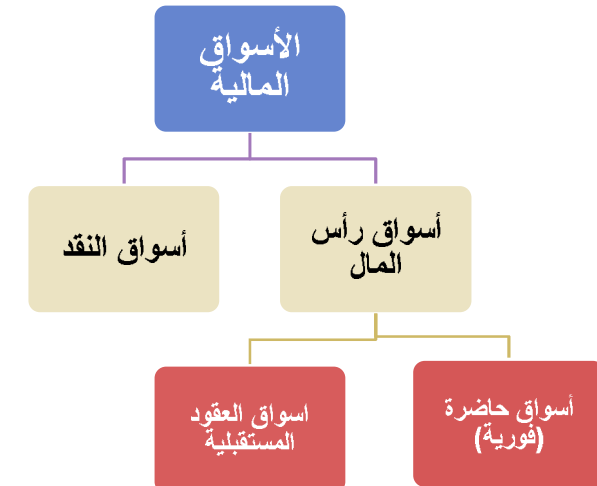 الأسواق
المالية
أسواق رأس
المال
أسواق النقد
أسواق حاضرة
(فورية)
اسواق العقود
المستقبلية